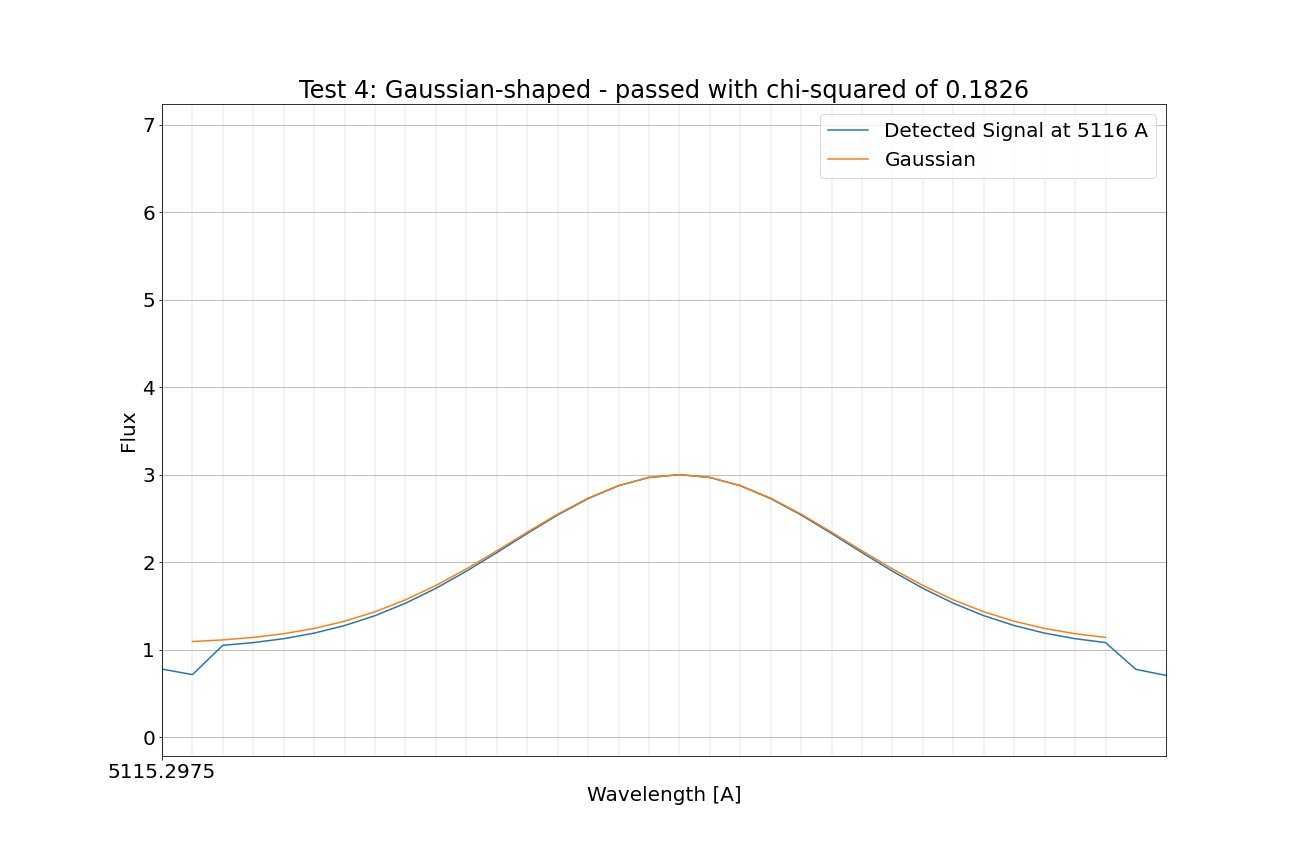 Test 4: Gaussian-shaped - passed with chi-squared of 0.1826
Detected Signal at 5116 A
Gaussian
7
6
5
4
3
2
1
0
Flux
5115.2975
Wavelength [A]